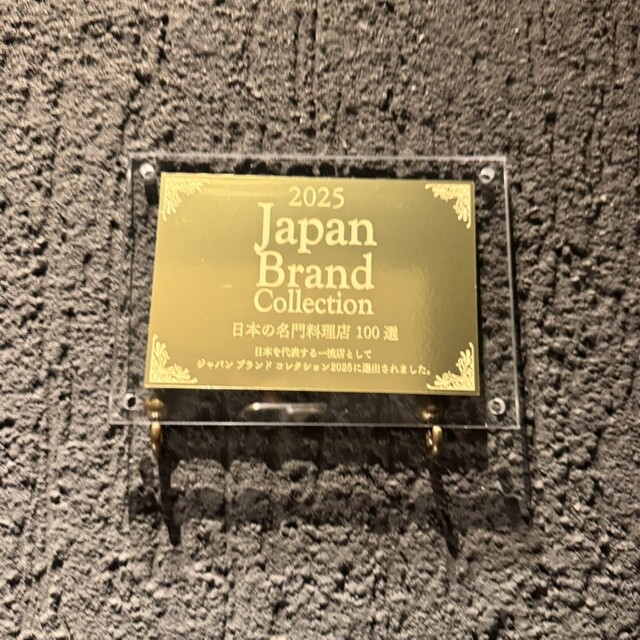 2025
Japan
Brand
Collection
日本の名門料理店 100 選
日本を代表する一流店として
ジャパン ブランド コレクション2025に選出されました。